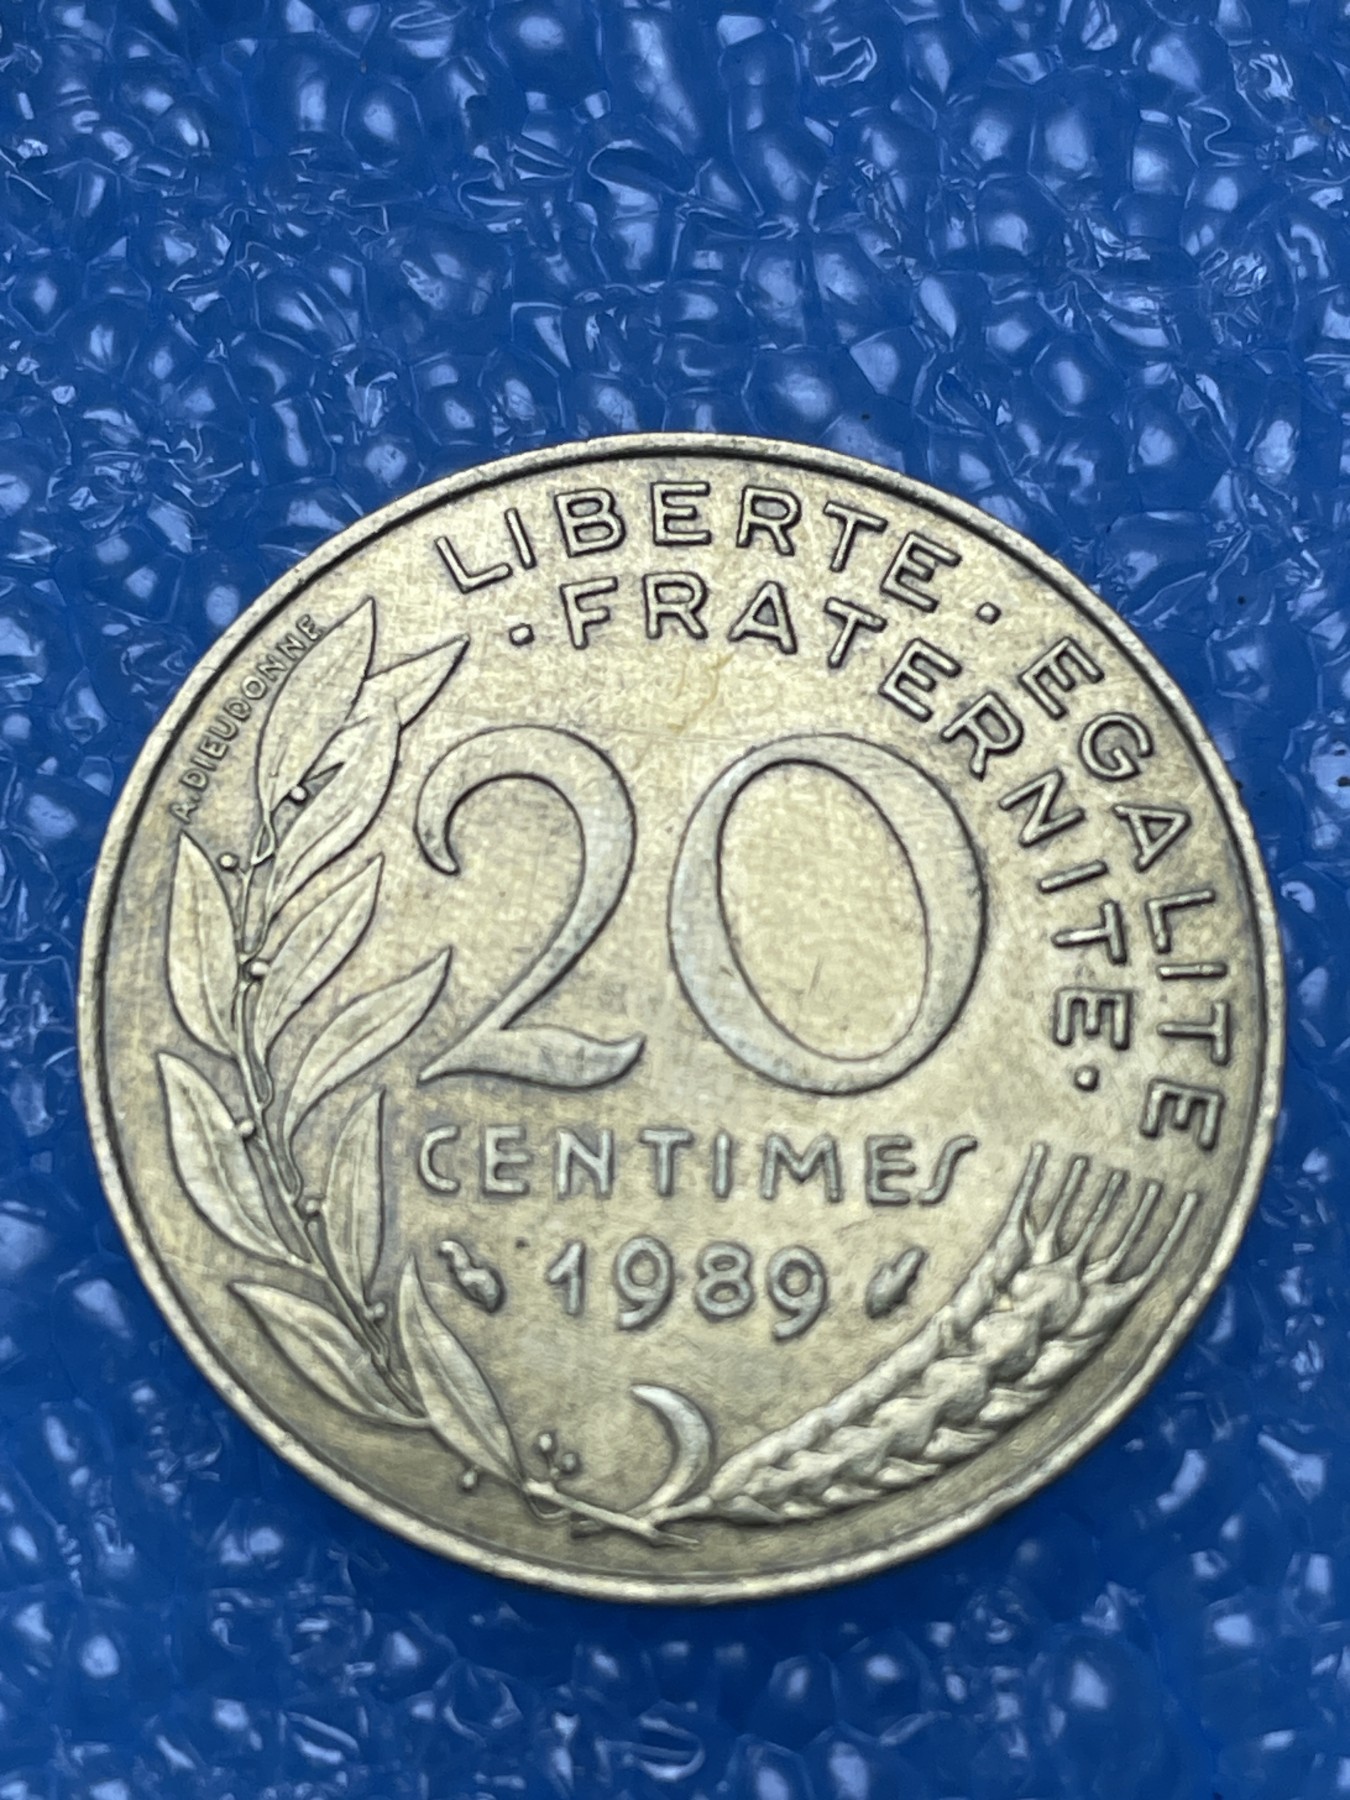 LIBERTE · EGALITE
· FRATERNITE ·
A. DIEUDONNE
20
CENTIMES
1989